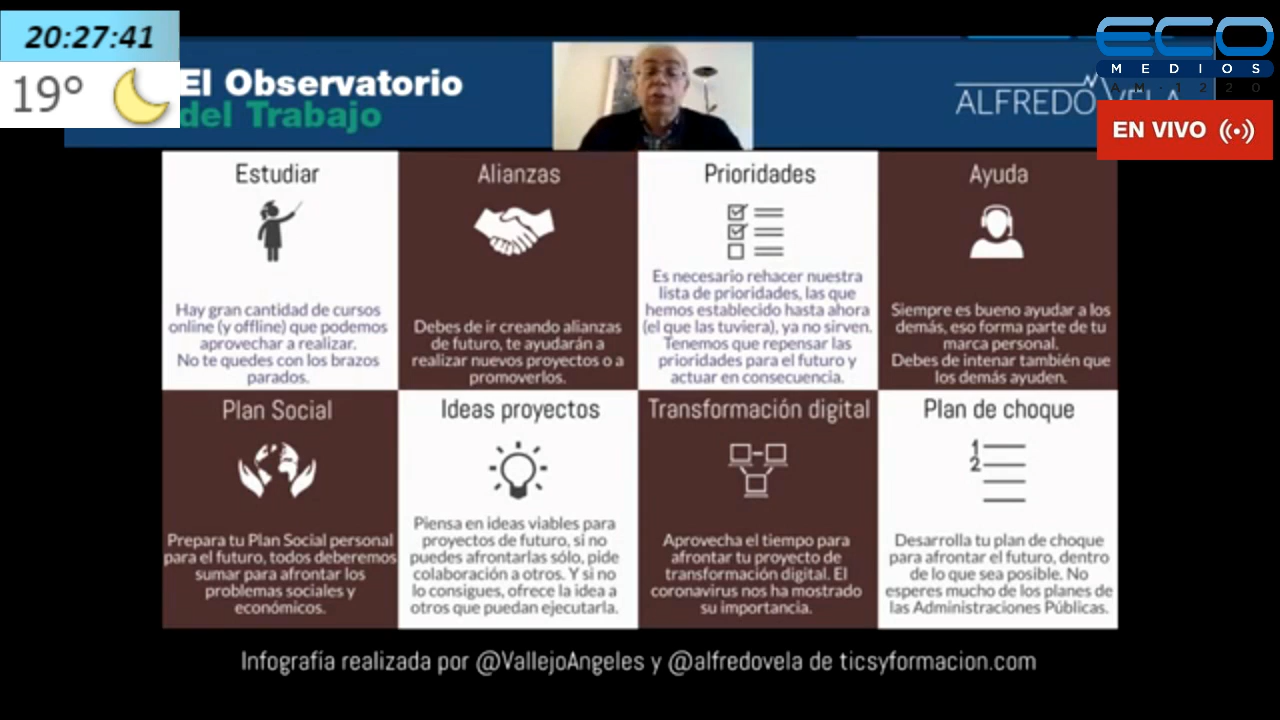 20:27:41
19°
El Observatorio
del Trabajo
ALFREDO VELA
ECO
MEDIOS
AM-1220
EN VIVO
Estudiar
Hay gran cantidad de cursos
online (y offline) que podemos
aprovechar a realizar.
No te quedes con los brazos
parados.
Alianzas
Debes de ir creando alianzas
de futuro, te ayudarán a
realizar nuevos proyectos o a
promoverlos.
Prioridades
Es necesario rehacer nuestra
lista de prioridades, las que
hemos establecido hasta ahora
(el que las tuviera), ya no sirven.
Tenemos que repensar las
prioridades para el futuro y
actuar en consecuencia.
Ayuda
Siempre es bueno ayudar a los
demás, eso forma parte de tu
marca personal.
Debes de intenar también que
los demás ayuden.
Plan Social
Prepara tu Plan Social personal
para el futuro, todos deberemos
sumar para afrontar los
problemas sociales y
económicos.
Ideas proyectos
Piensa en ideas viables para
proyectos de futuro, si no
puedes afrontarlas sólo, pide
colaboración a otros. Y si no
lo consigues, ofrece la idea a
otros que puedan ejecutarla.
Transformación digital
Aprovecha el tiempo para
afrontar tu proyecto de
transformación digital. El
coronavirus nos ha mostrado
su importancia.
Plan de choque
1
2
Desarrolla tu plan de choque
para afrontar el futuro, dentro
de lo que sea posible. No
esperes mucho de los planes de
las Administraciones Públicas.
Infografía realizada por @VallejoAngeles y @alfredovela de ticsyformacion.com